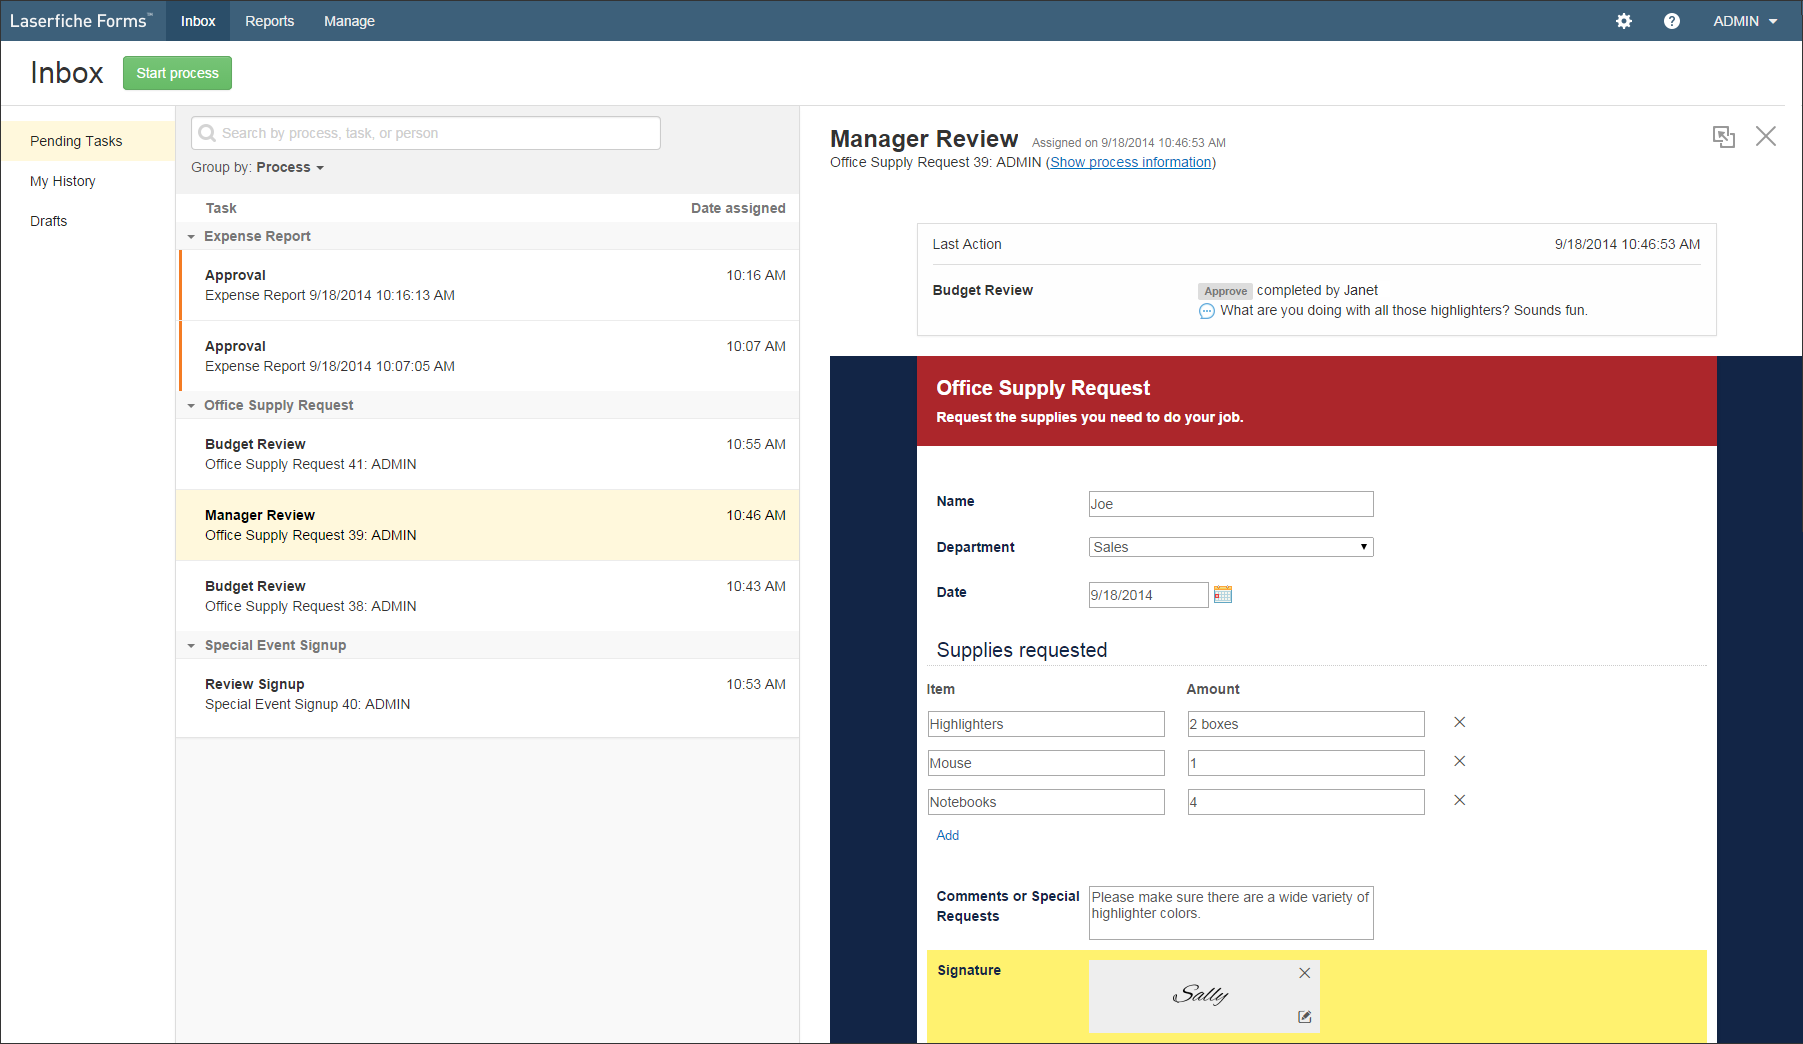 Laserfiche Forms™ Inbox Reports Manage ADMIN
Inbox Start process
Pending Tasks
My History
Drafts
Search by process, task, or person
Group by: Process
Task Date assigned
Expense Report
Approval 10:16 AM
Expense Report 9/18/2014 10:16:13 AM
Approval 10:07 AM
Expense Report 9/18/2014 10:07:05 AM
Office Supply Request
Budget Review 10:55 AM
Office Supply Request 41: ADMIN
Manager Review 10:46 AM
Office Supply Request 39: ADMIN
Budget Review 10:43 AM
Office Supply Request 38: ADMIN
Special Event Signup
Review Signup 10:53 AM
Special Event Signup 40: ADMIN
Manager Review Assigned on 9/18/2014 10:46:53 AM
Office Supply Request 39: ADMIN (Show process information)
Last Action 9/18/2014 10:46:53 AM
Budget Review Approve completed by Janet
What are you doing with all those highlighters? Sounds fun.
Office Supply Request
Request the supplies you need to do your job.
Name Joe
Department Sales
Date 9/18/2014
Supplies requested
Item Amount
Highlighters 2 boxes
Mouse 1
Notebooks 4
Add
Comments or Special Please make sure there are a wide variety of
Requests highlighter colors.
Signature
Sally